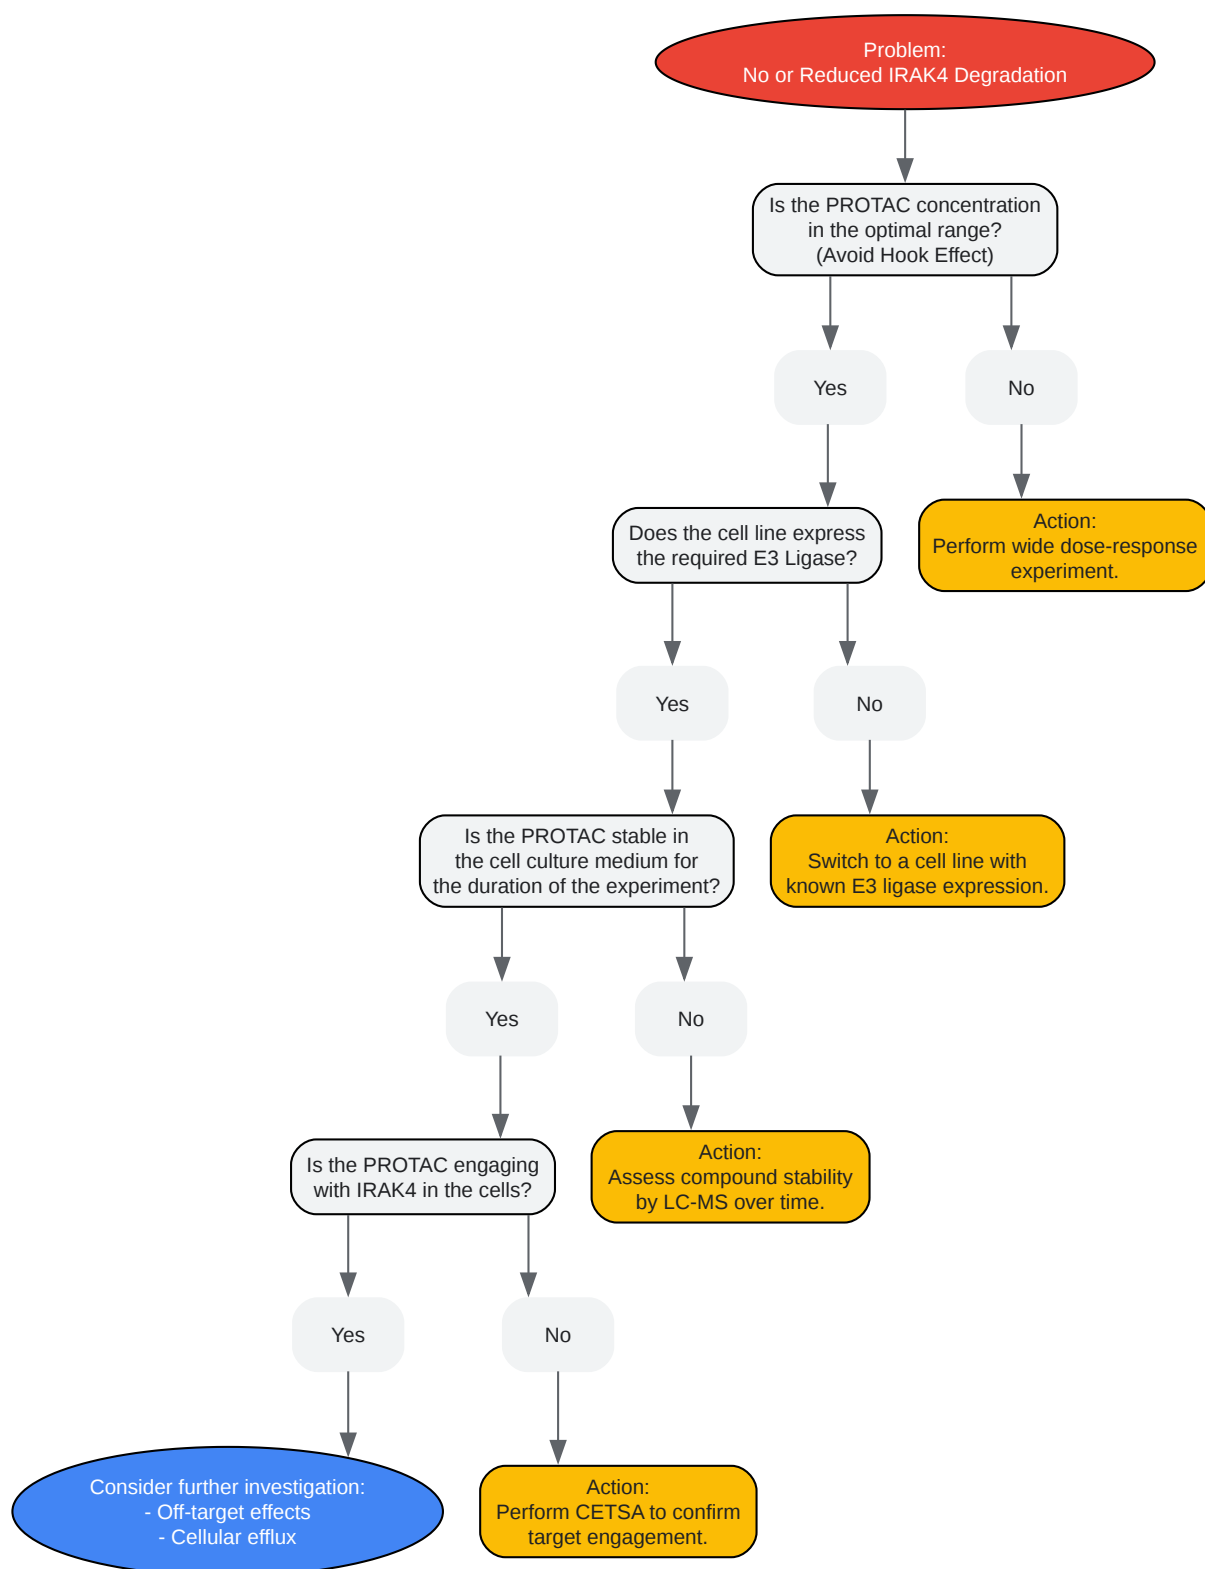 Problem:
No or Reduced IRAK4 Degradation
Is the PROTAC concentration
in the optimal range?
(Avoid Hook Effect)
Yes
No
Does the cell line express
the required E3 Ligase?
Action:
Perform wide dose-response
experiment.
Yes
No
Is the PROTAC stable in
the cell culture medium for
the duration of the experiment?
Action:
Switch to a cell line with
known E3 ligase expression.
Yes
No
Is the PROTAC engaging
with IRAK4 in the cells?
Action:
Assess compound stability
by LC-MS over time.
Yes
No
Consider further investigation:
- Off-target effects
- Cellular efflux
Action:
Perform CETSA to confirm
target engagement.